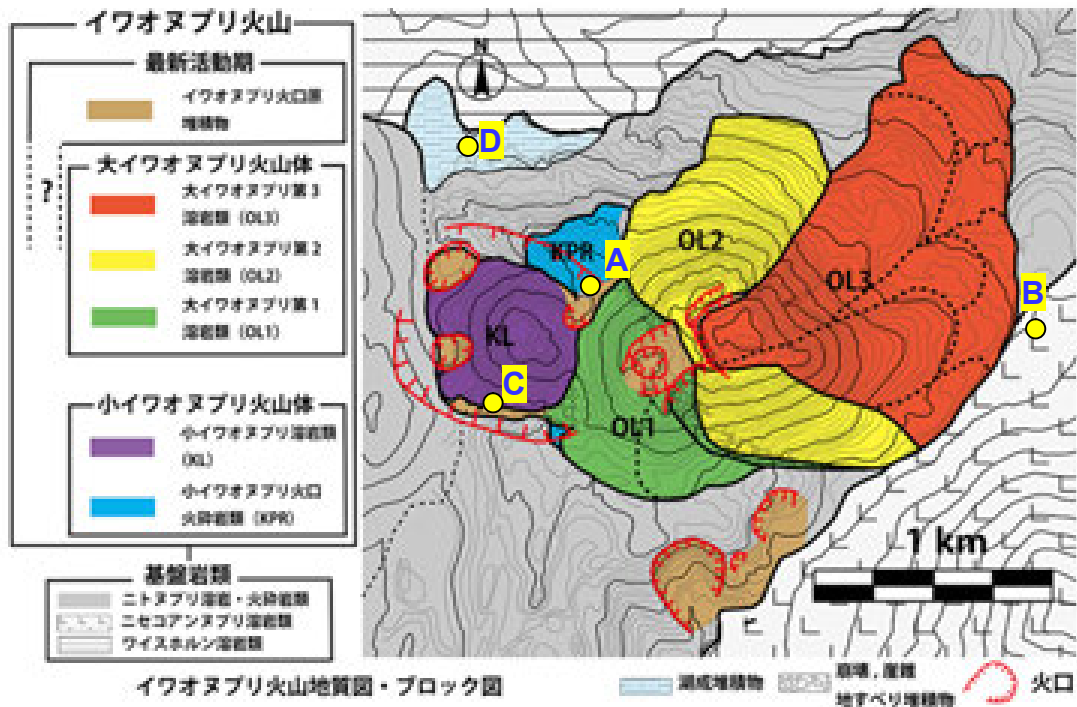 イワオヌプリ火山
最新活動期
イワオヌプリ火口原
堆積物
?
大イワオヌプリ火山体
大イワオヌプリ第3
溶岩類(OL3)
大イワオヌプリ第2
溶岩類(OL2)
大イワオヌプリ第1
溶岩類(OL1)
小イワオヌプリ火山体
小イワオヌプリ溶岩類
(KL)
小イワオヌプリ火口
火砕岩類(KPR)
基盤岩類
ニトヌプリ溶岩・火砕岩類
ニセコアンヌプリ溶岩類
ワイスホルン溶岩類
N
D
KPR
A
OL2
OL3
B
KL
C
OL1
1 km
イワオヌプリ火山地質図・ブロック図
湖成堆積物
崩壊，崖錐
地すべり堆積物
火口